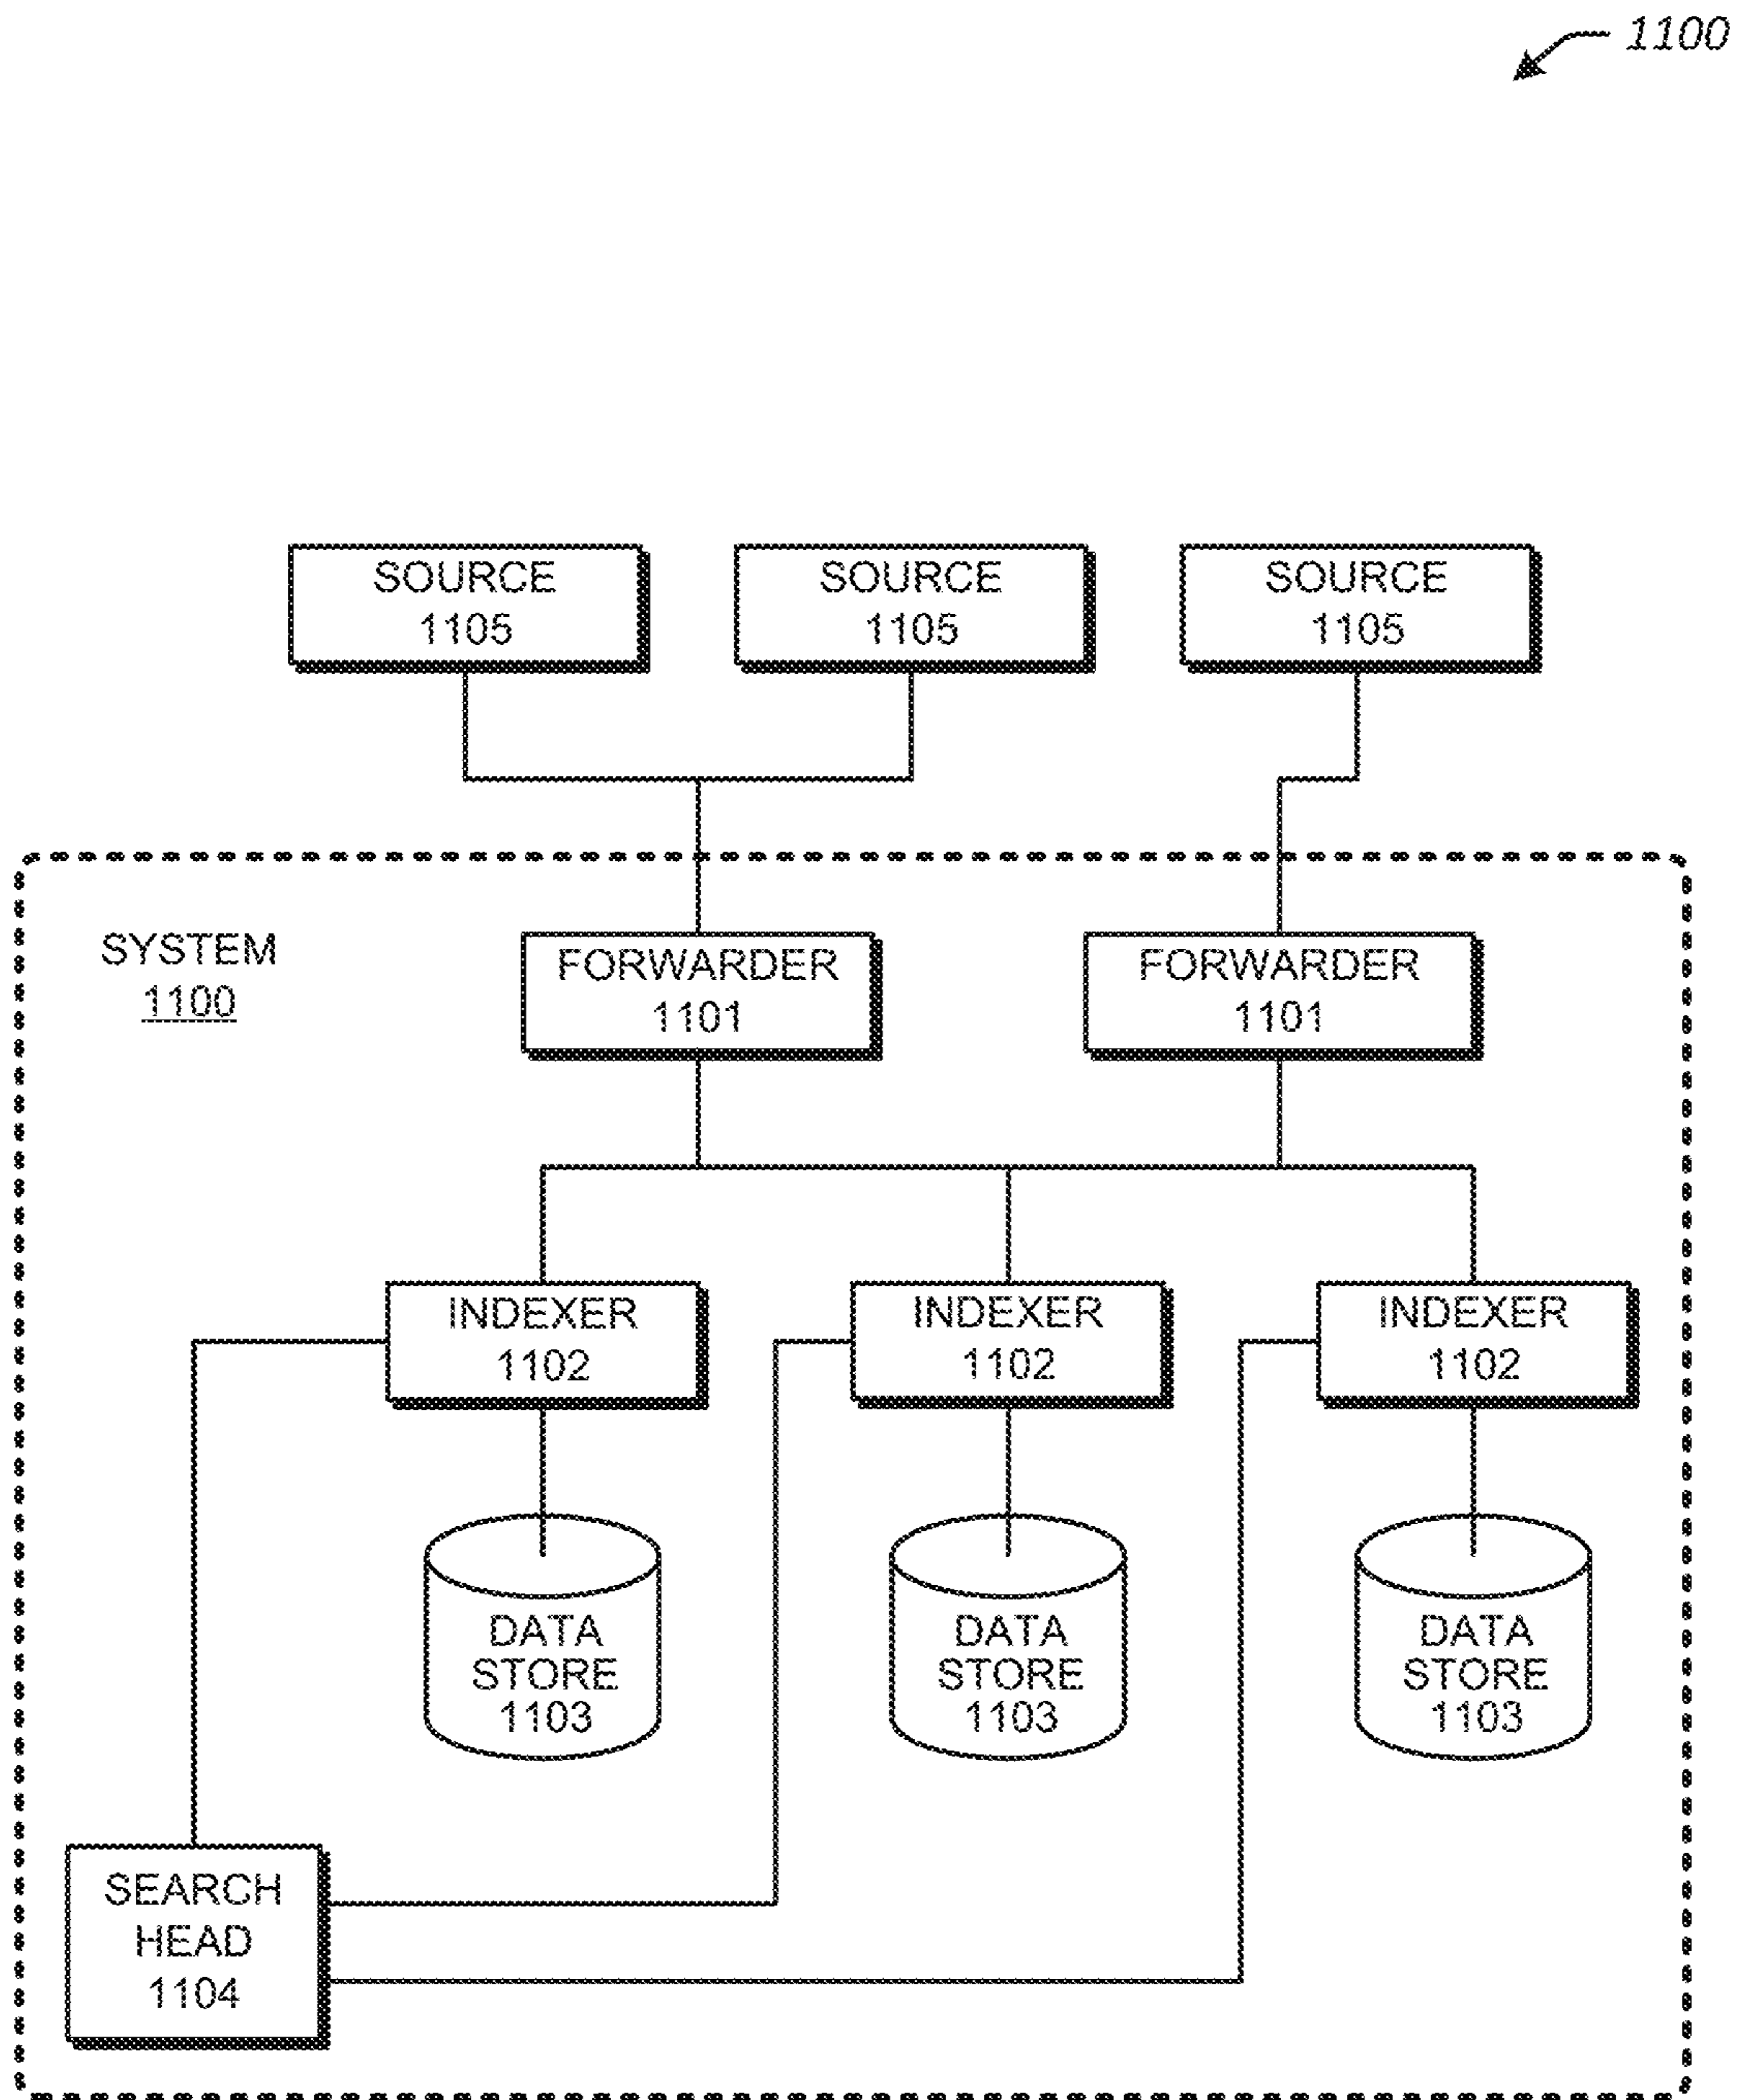 1100
SOURCE
1105
SOURCE
1105
SOURCE
1105
SYSTEM
1100
FORWARDER
1101
FORWARDER
1101
INDEXER
1102
INDEXER
1102
INDEXER
1102
DATA
STORE
1103
DATA
STORE
1103
DATA
STORE
1103
SEARCH
HEAD
1104